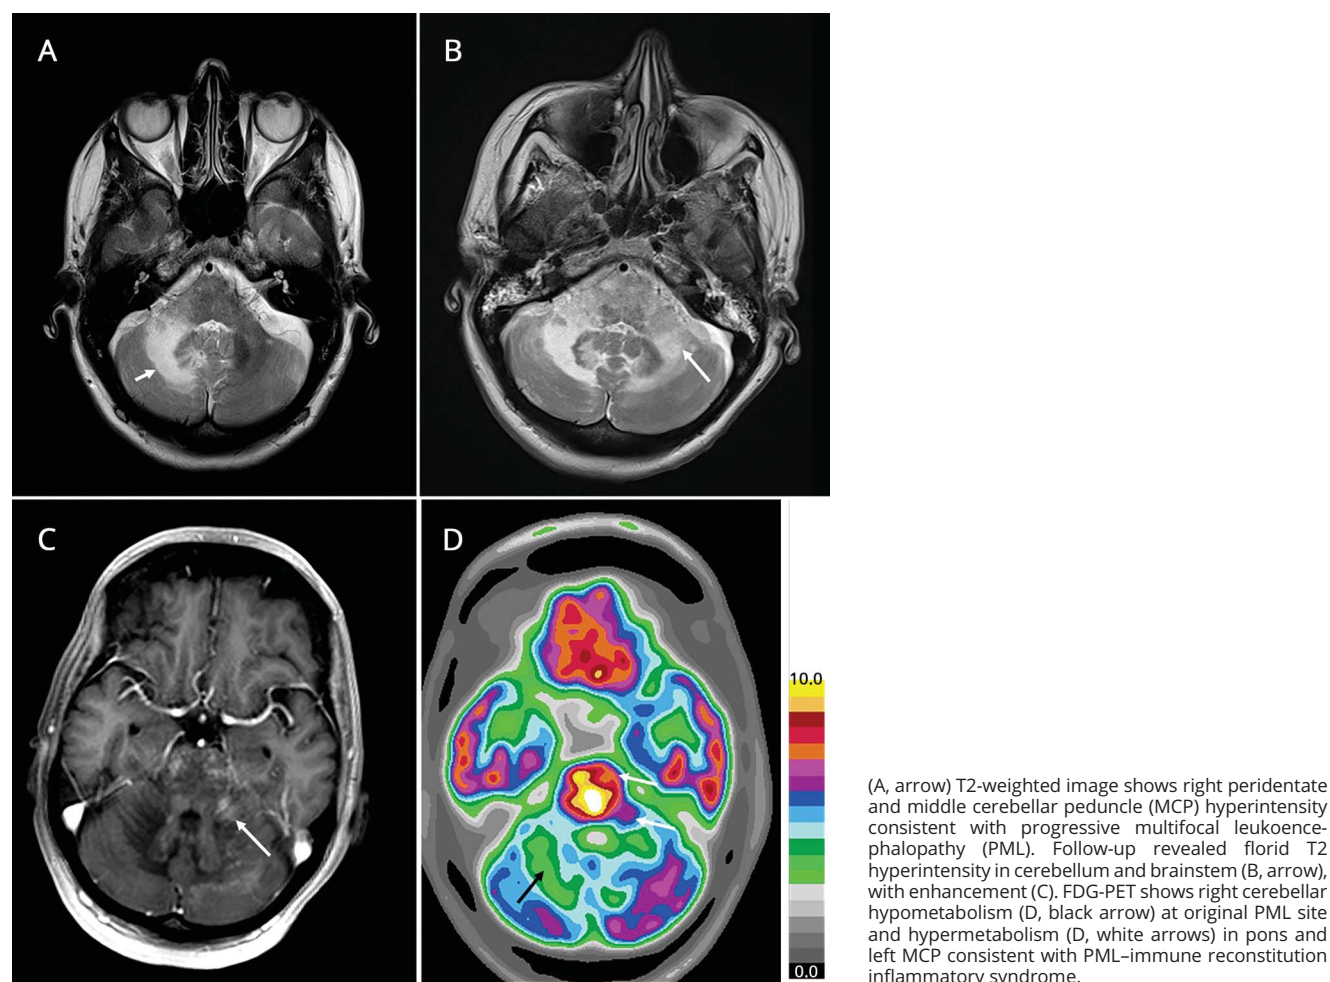 A
B
C
D
10.0
0.0
(A, arrow) T2-weighted image shows right peridentate
and middle cerebellar peduncle (MCP) hyperintensity
consistent with progressive multifocal leukoence-
phalopathy (PML). Follow-up revealed florid T2
hyperintensity in cerebellum and brainstem (B, arrow),
with enhancement (C). FDG-PET shows right cerebellar
hypometabolism (D, black arrow) at original PML site
and hypermetabolism (D, white arrows) in pons and
left MCP consistent with PML–immune reconstitution
inflammatory syndrome.